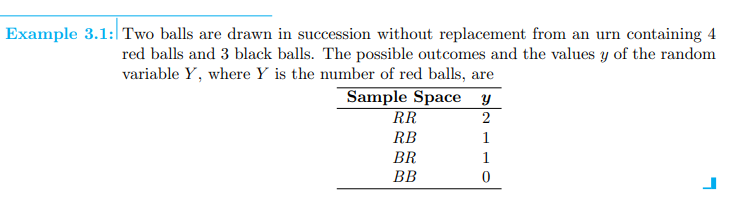 Example 3.1: Two balls are drawn in succession without replacement from an urn containing 4
red balls and 3 black balls. The possible outcomes and the values y of the random
variable Y, where Y is the number of red balls, are
Sample Space y
RR 2
RB 1
BR 1
BB 0